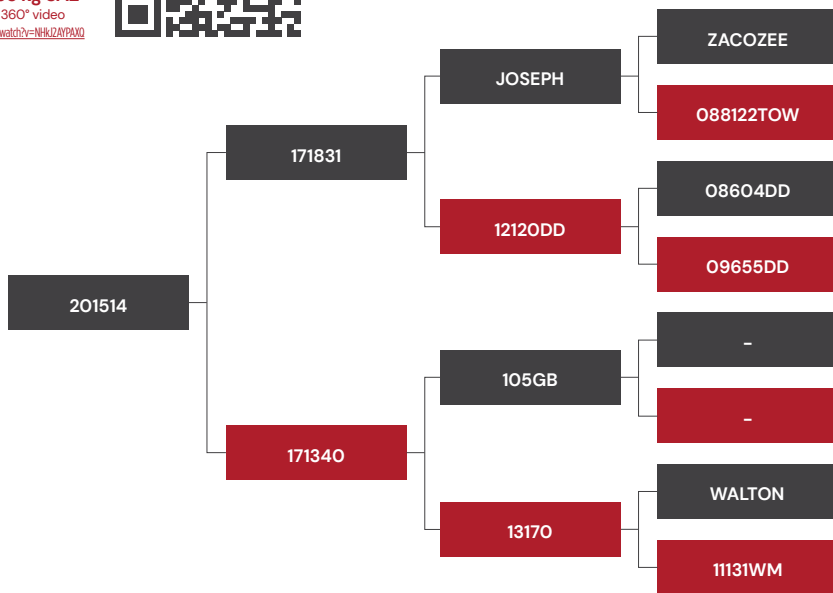 360° video
watch?v=NHkJ2AYPAXQ
ZACOZEE
JOSEPH
088122TOW
171831
08604DD
12120DD
09655DD
201514
-
105GB
-
171340
WALTON
13170
11131WM